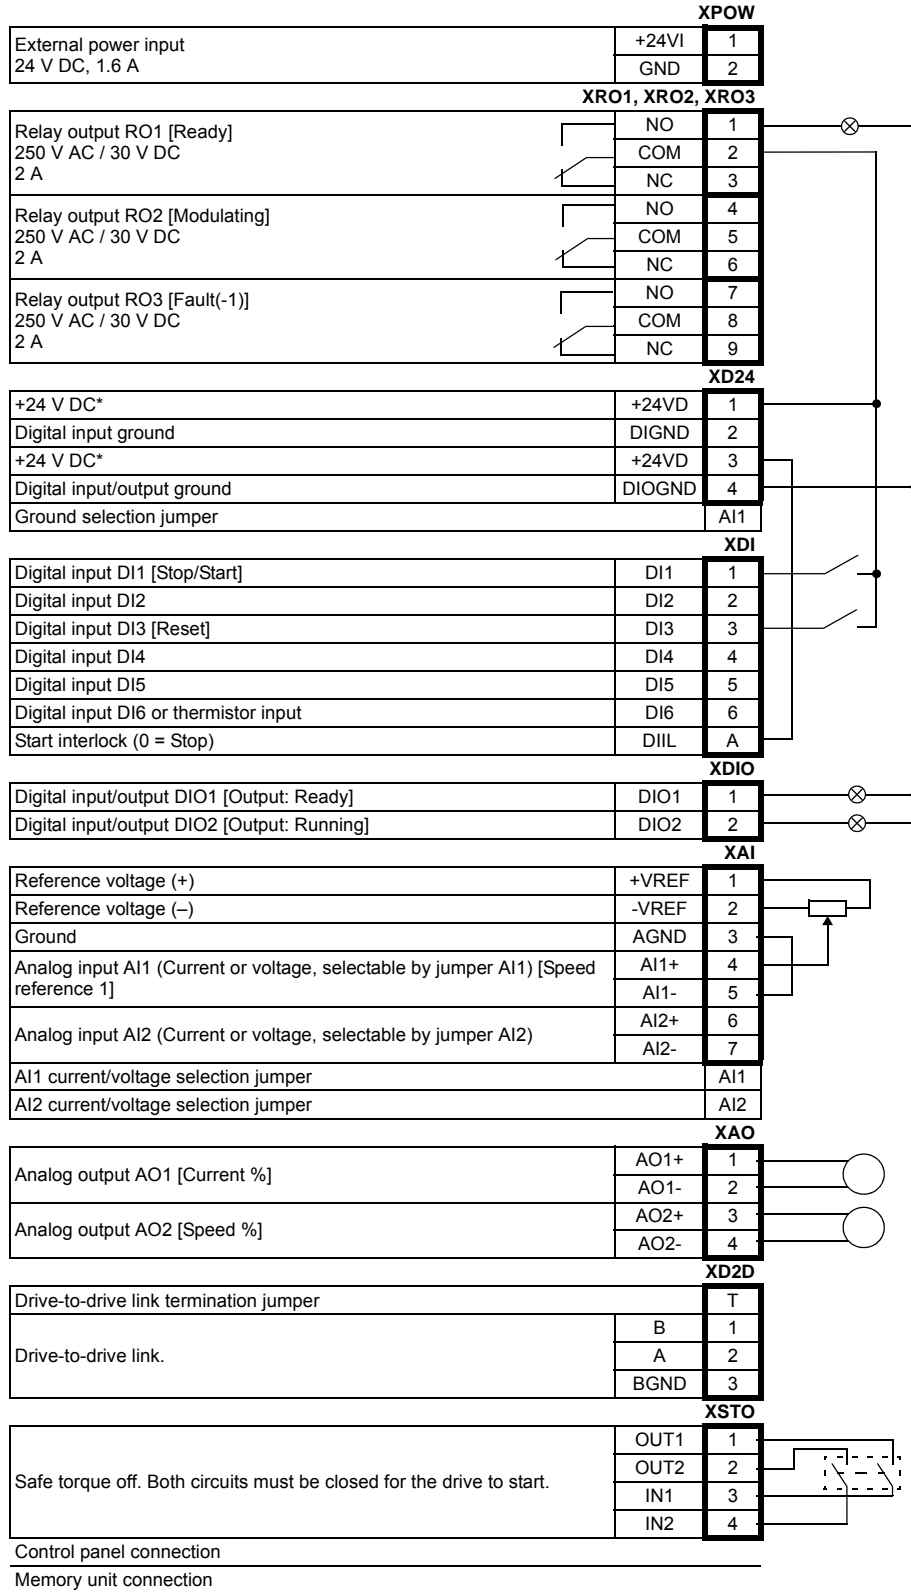 XPOW
External power input +24VI 1
24 V DC, 1.6 A GND 2
XRO1, XRO2, XRO3
Relay output RO1 [Ready] NO 1
250 V AC / 30 V DC COM 2
2 A NC 3
Relay output RO2 [Modulating] NO 4
250 V AC / 30 V DC COM 5
2 A NC 6
Relay output RO3 [Fault(-1)] NO 7
250 V AC / 30 V DC COM 8
2 A NC 9
XD24
+24 V DC* +24VD 1
Digital input ground DIGND 2
+24 V DC* +24VD 3
Digital input/output ground DIOGND 4
Ground selection jumper AI1
XDI
Digital input DI1 [Stop/Start] DI1 1
Digital input DI2 DI2 2
Digital input DI3 [Reset] DI3 3
Digital input DI4 DI4 4
Digital input DI5 DI5 5
Digital input DI6 or thermistor input DI6 6
Start interlock (0 = Stop) DIIL A
XDIO
Digital input/output DIO1 [Output: Ready] DIO1 1
Digital input/output DIO2 [Output: Running] DIO2 2
XAI
Reference voltage (+) +VREF 1
Reference voltage (–) -VREF 2
Ground AGND 3
Analog input AI1 (Current or voltage, selectable by jumper AI1) [Speed AI1+ 4
reference 1] AI1- 5
Analog input AI2 (Current or voltage, selectable by jumper AI2) AI2+ 6
AI2- 7
AI1 current/voltage selection jumper AI1
AI2 current/voltage selection jumper AI2
XAO
Analog output AO1 [Current %] AO1+ 1
AO1- 2
Analog output AO2 [Speed %] AO2+ 3
AO2- 4
XD2D
Drive-to-drive link termination jumper T
B 1
Drive-to-drive link. A 2
BGND 3
XSTO
OUT1 1
Safe torque off. Both circuits must be closed for the drive to start. OUT2 2
IN1 3
IN2 4
Control panel connection
Memory unit connection